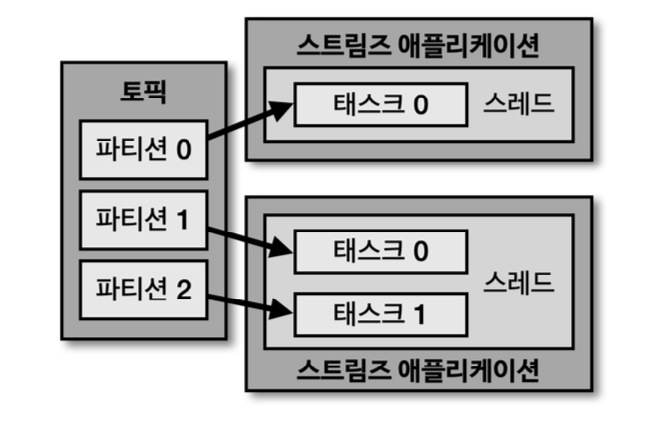 토픽
파티션 0
파티션 1
파티션 2
스트림즈 애플리케이션
태스크 0
스레드
태스크 0
태스크 1
스레드
스트림즈 애플리케이션